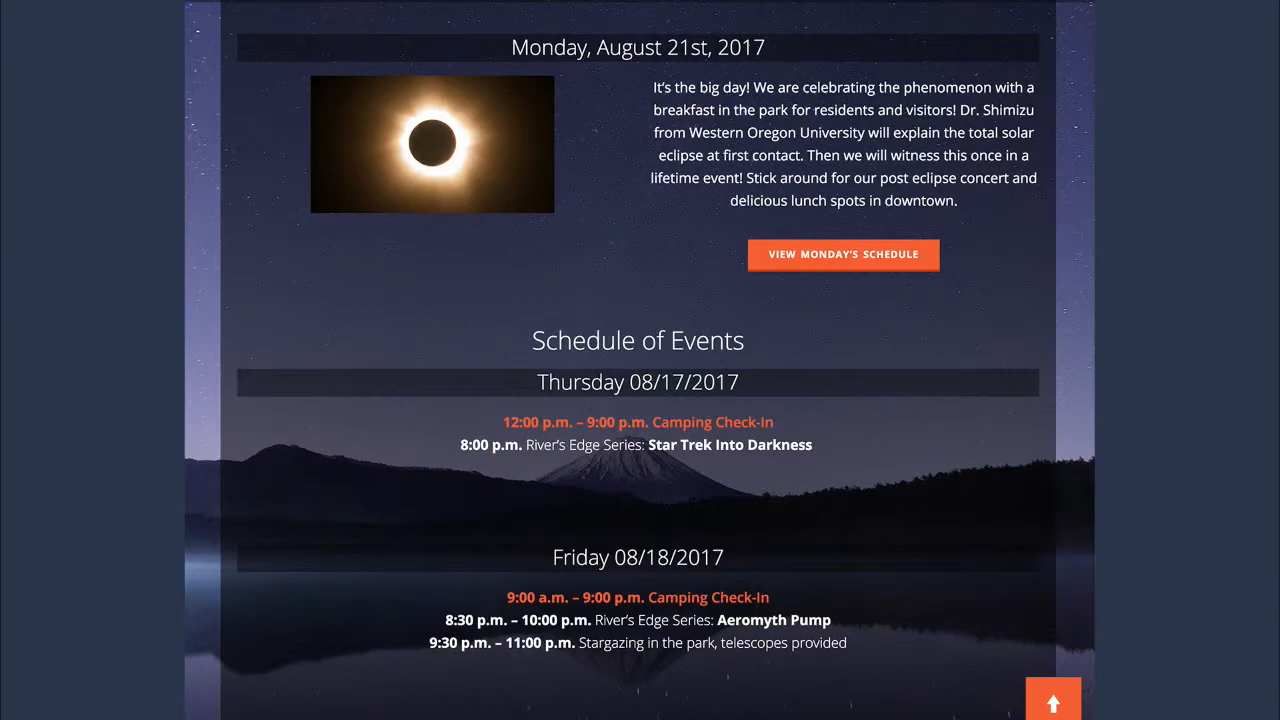 Monday, August 21st, 2017
It’s the big day! We are celebrating the phenomenon with a
breakfast in the park for residents and visitors! Dr. Shimizu
from Western Oregon University will explain the total solar
eclipse at first contact. Then we will witness this once in a
lifetime event! Stick around for our post eclipse concert and
delicious lunch spots in downtown.
VIEW MONDAY’S SCHEDULE
Schedule of Events
Thursday 08/17/2017
12:00 p.m. – 9:00 p.m. Camping Check-In
8:00 p.m. River’s Edge Series: Star Trek Into Darkness
Friday 08/18/2017
9:00 a.m. – 9:00 p.m. Camping Check-In
8:30 p.m. – 10:00 p.m. River’s Edge Series: Aeromyth Pump
9:30 p.m. – 11:00 p.m. Stargazing in the park, telescopes provided